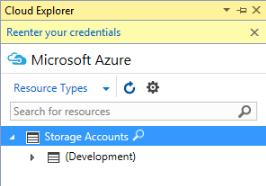 Cloud Explorer
Reenter your credentials
Microsoft Azure
Resource Types
Search for resources
Storage Accounts
(Development)